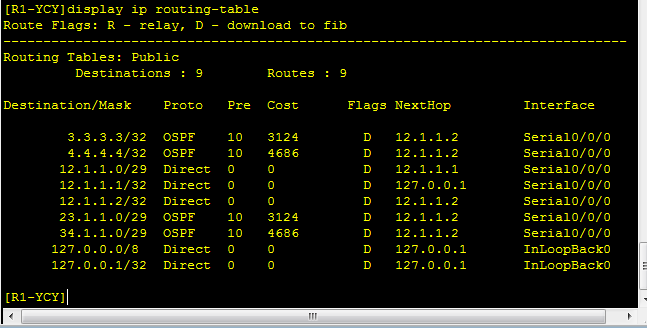 [R1-YCY]display ip routing-table
Route Flags: R - relay, D - download to fib
------------------------------------------------------------------------------
Routing Tables: Public
         Destinations : 9        Routes : 9

Destination/Mask    Proto   Pre  Cost      Flags NextHop         Interface

        3.3.3.3/32  OSPF    10   3124        D   12.1.1.2        Serial0/0/0
        4.4.4.4/32  OSPF    10   4686        D   12.1.1.2        Serial0/0/0
       12.1.1.0/29  Direct  0    0           D   12.1.1.1        Serial0/0/0
       12.1.1.1/32  Direct  0    0           D   127.0.0.1       Serial0/0/0
       12.1.1.2/32  Direct  0    0           D   12.1.1.2        Serial0/0/0
       23.1.1.0/29  OSPF    10   3124        D   12.1.1.2        Serial0/0/0
       34.1.1.0/29  OSPF    10   4686        D   12.1.1.2        Serial0/0/0
      127.0.0.0/8   Direct  0    0           D   127.0.0.1       InLoopBack0
      127.0.0.1/32  Direct  0    0           D   127.0.0.1       InLoopBack0

[R1-YCY]